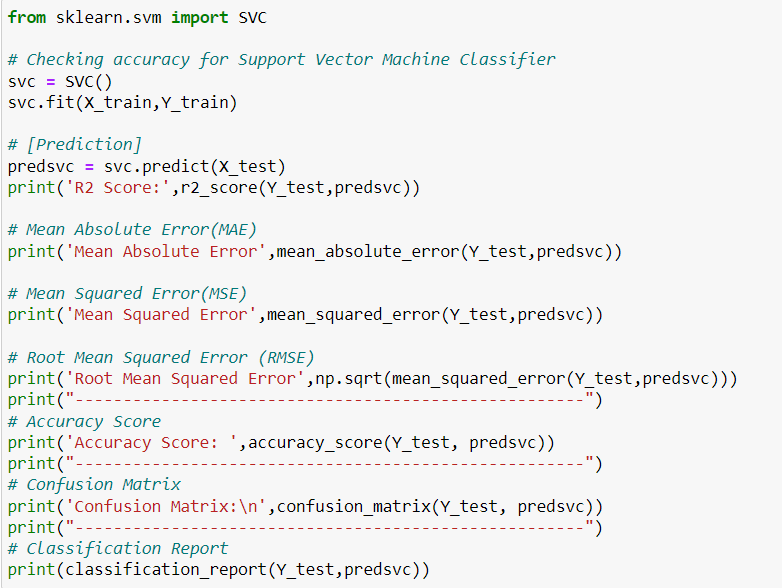 from sklearn.svm import SVC
# Checking accuracy for Support Vector Machine Classifier
svc = SVC()
svc.fit(X_train,Y_train)
# [Prediction]
predsvc = svc.predict(X_test)
print('R2 Score:',r2_score(Y_test,predsvc))
# Mean Absolute Error(MAE)
print('Mean Absolute Error',mean_absolute_error(Y_test,predsvc))
# Mean Squared Error(MSE)
print('Mean Squared Error',mean_squared_error(Y_test,predsvc))
# Root Mean Squared Error (RMSE)
print('Root Mean Squared Error',np.sqrt(mean_squared_error(Y_test,predsvc)))
print("-----------------------------------------------------")
# Accuracy Score
print('Accuracy Score: ',accuracy_score(Y_test, predsvc))
print("-----------------------------------------------------")
# Confusion Matrix
print('Confusion Matrix:\n',confusion_matrix(Y_test, predsvc))
print("-----------------------------------------------------")
# Classification Report
print(classification_report(Y_test,predsvc))